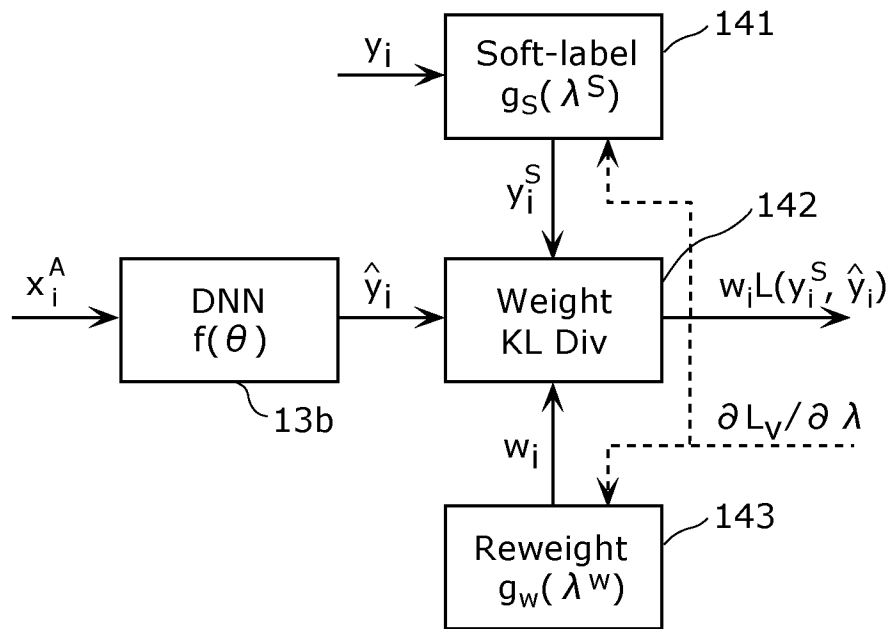 141
y_i
Soft-label
g_S(λ^S)
y_i^S
142
x_i^A
DNN
f(θ)
ŷ_i
Weight
KL Div
w_iL(y_i^S, ŷ_i)
13b
∂L_v/∂λ
w_i
143
Reweight
g_w(λ^w)